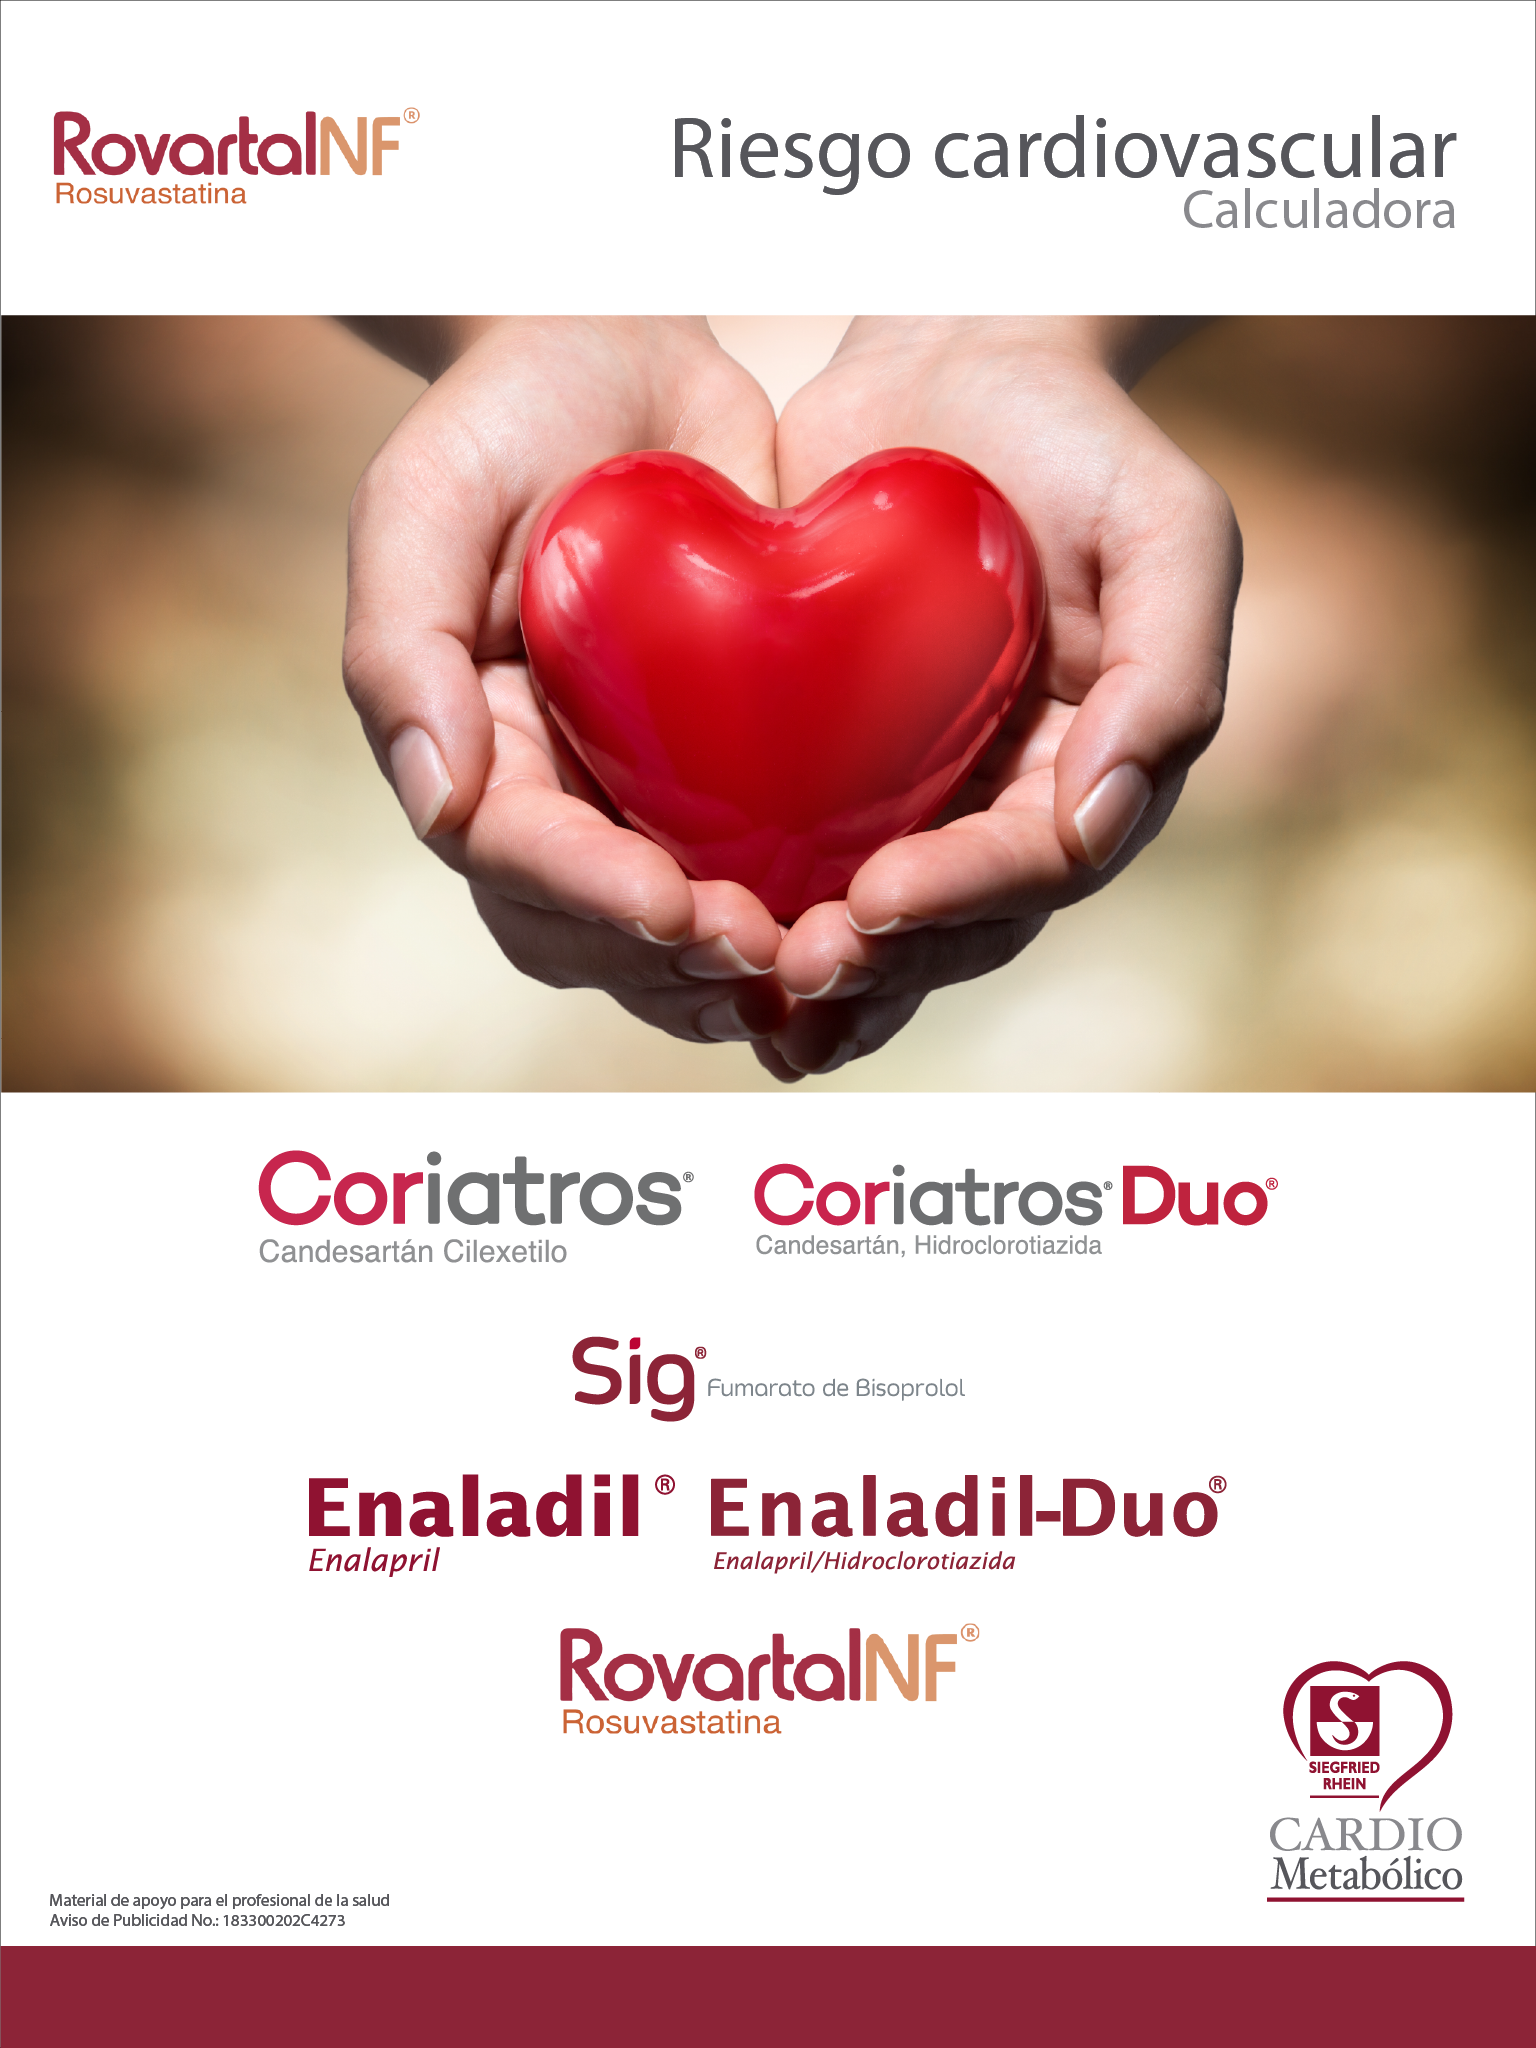 RovartalNF®
Rosuvastatina
Riesgo cardiovascular
Calculadora
Coriatros®
Candesartán Cilexetilo
Coriatros® Duo®
Candesartán, Hidroclorotiazida
Sig® Fumarato de Bisoprolol
Enaladil®
Enalapril
Enaladil-Duo®
Enalapril/Hidroclorotiazida
RovartalNF®
Rosuvastatina
SIEGFRIED
RHEIN
CARDIO
Metabólico
Material de apoyo para el profesional de la salud
Aviso de Publicidad No.: 183300202C4273